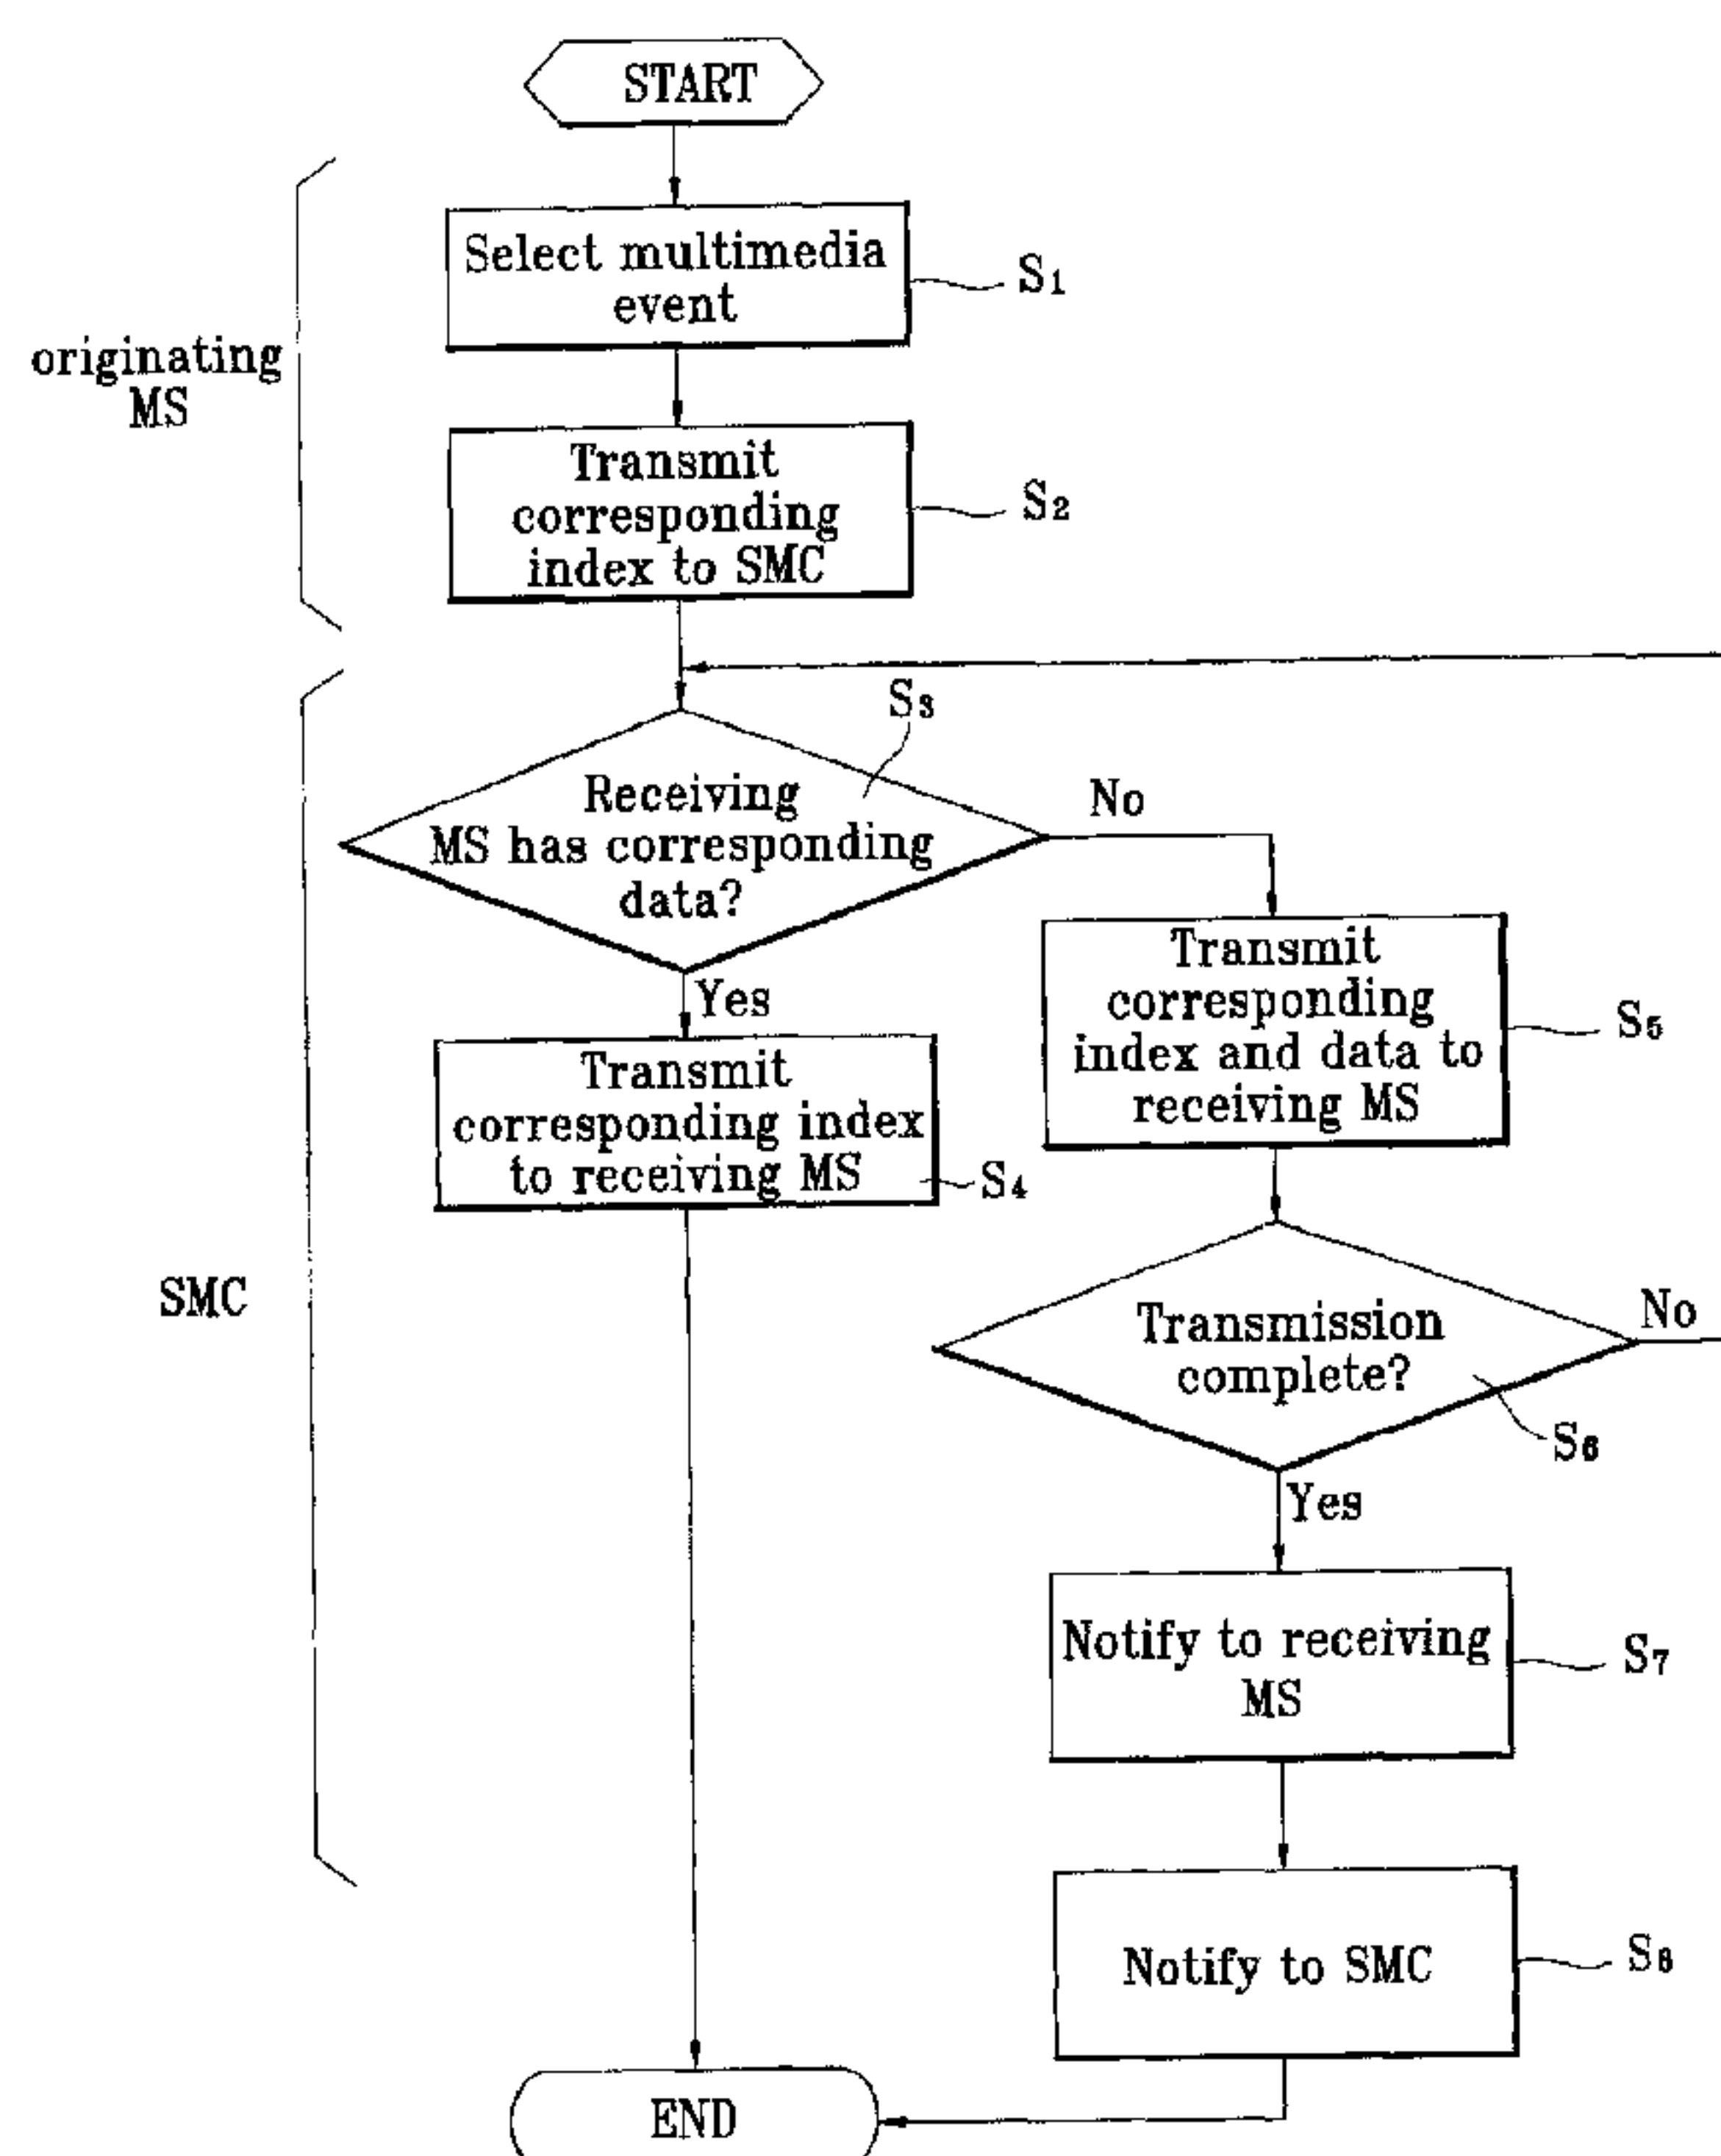 START
Select multimedia
event
S1
originating
MS
Transmit
corresponding
index to SMC
S2
S3
Receiving
MS has corresponding
data?
No
Yes
Transmit
corresponding
index and data to
receiving MS
S5
Transmit
corresponding index
to receiving MS
S4
SMC
Transmission
complete?
No
S6
Yes
Notify to receiving
MS
S7
Notify to SMC
S8
END